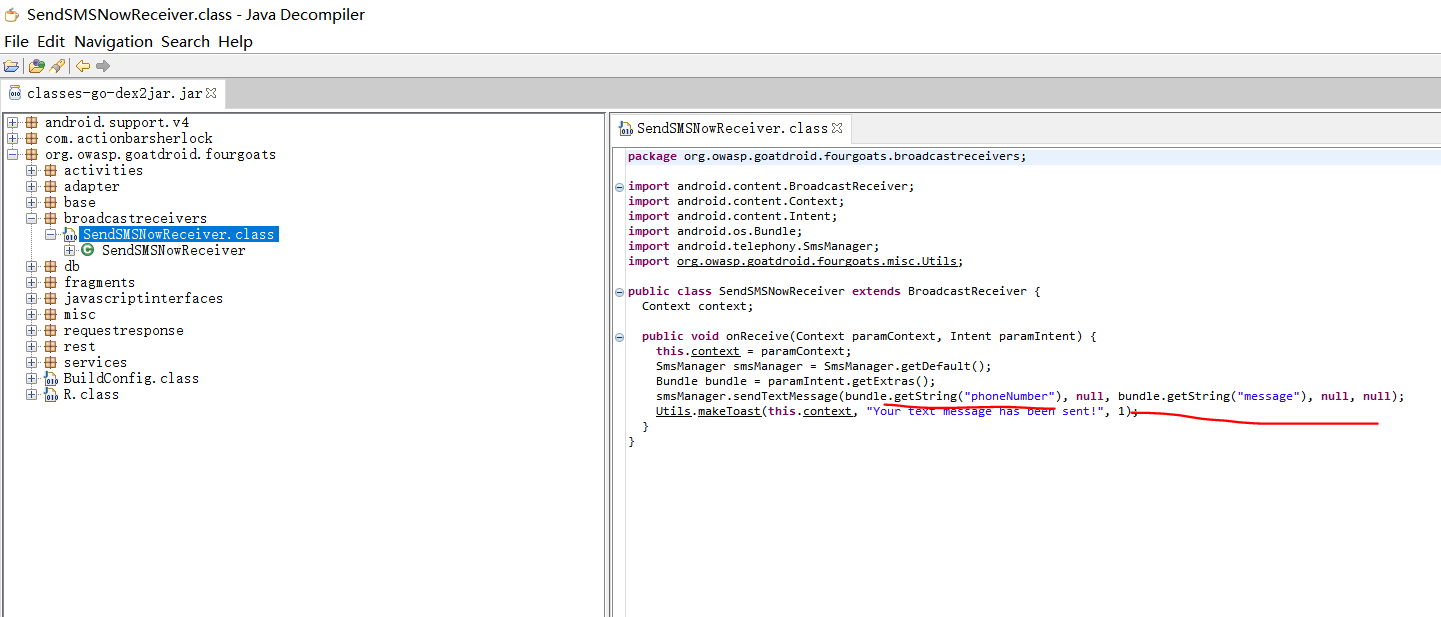 SendSMSNowReceiver.class - Java Decompiler
File Edit Navigation Search Help
classes-go-dex2jar.jar
android.support.v4
com.actionbarsherlock
org.owasp.goatdroid.fourgoats
activities
adapter
base
broadcastreceivers
SendSMSNowReceiver.class
SendSMSNowReceiver
db
fragments
javascriptinterfaces
misc
requestresponse
rest
services
BuildConfig.class
R.class
SendSMSNowReceiver.class
package org.owasp.goatdroid.fourgoats.broadcastreceivers;
import android.content.BroadcastReceiver;
import android.content.Context;
import android.content.Intent;
import android.os.Bundle;
import android.telephony.SmsManager;
import org.owasp.goatdroid.fourgoats.misc.Utils;
public class SendSMSNowReceiver extends BroadcastReceiver {
Context context;
public void onReceive(Context paramContext, Intent paramIntent) {
this.context = paramContext;
SmsManager smsManager = SmsManager.getDefault();
Bundle bundle = paramIntent.getExtras();
smsManager.sendTextMessage(bundle.getString("phoneNumber"), null, bundle.getString("message"), null, null);
Utils.makeToast(this.context, "Your text message has been sent!", 1);
}
}